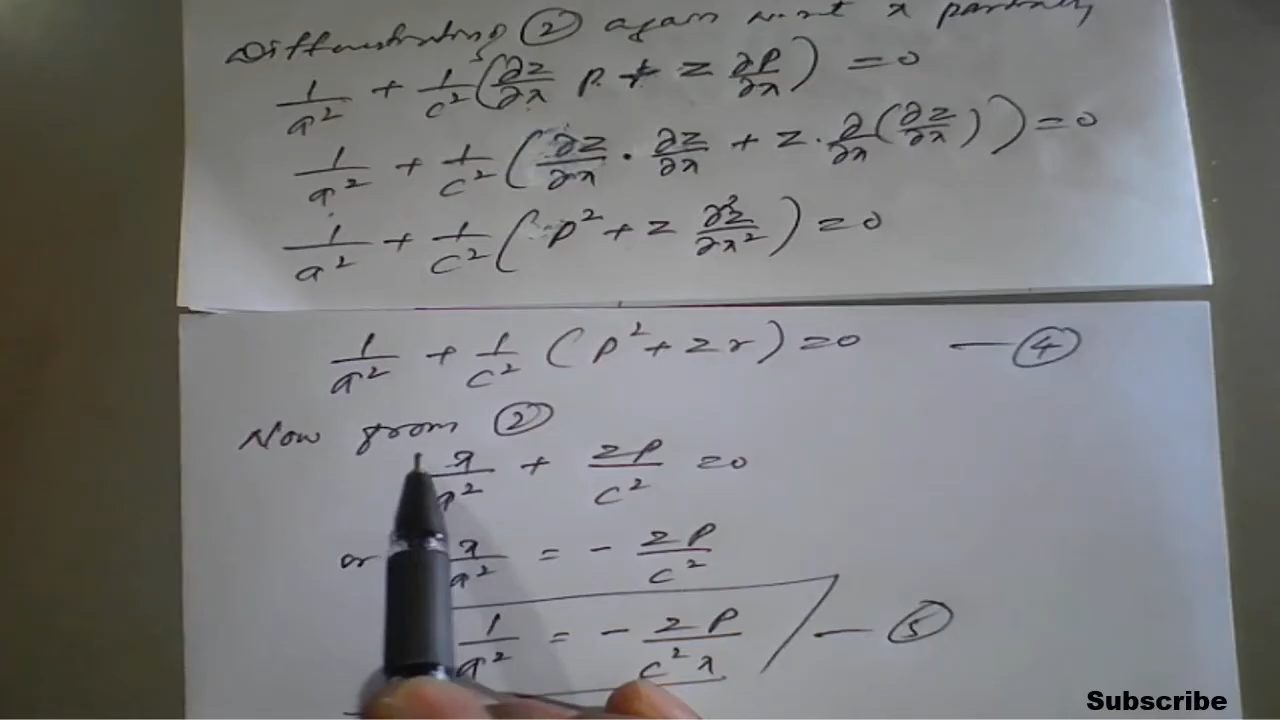 Differentiating ② again w.r.t x partially
1/a² + 1/c² (∂z/∂x p + z ∂p/∂x) = 0
1/a² + 1/c² (∂z/∂x · ∂z/∂x + z · ∂/∂x (∂z/∂x)) = 0
1/a² + 1/c² (p² + z ∂²z/∂x²) = 0
1/a² + 1/c² (p² + zr) = 0 — ④
Now from ②
x/a² + zp/c² = 0
or x/a² = - zp/c²
1/a² = - zp/c²x — ⑤
Subscribe